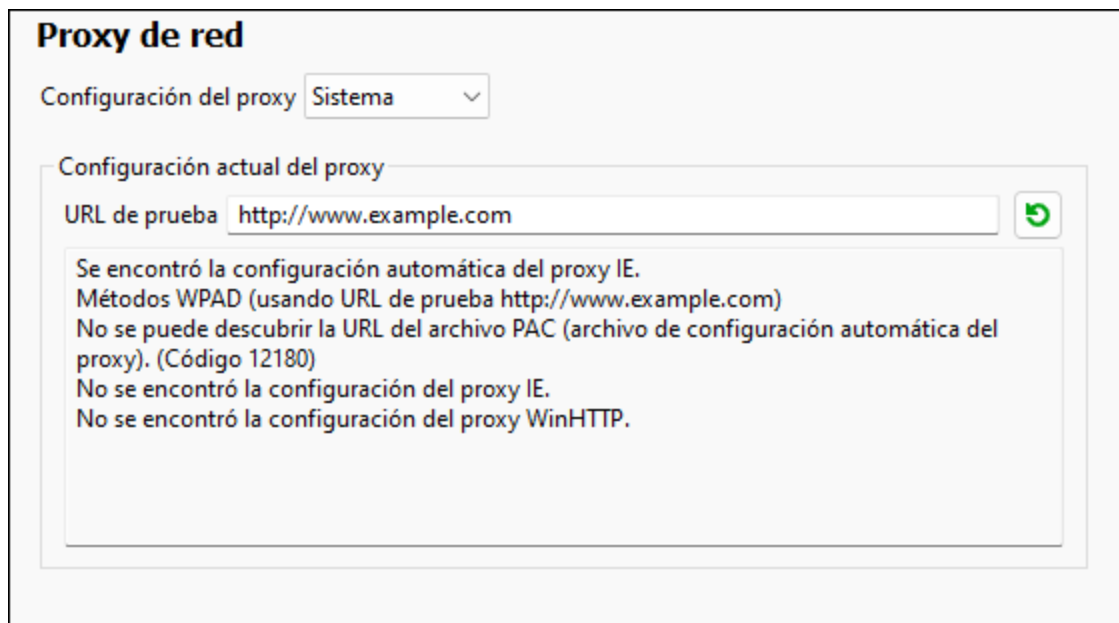 Proxy de red
Configuración del proxy Sistema
Configuración actual del proxy
URL de prueba http://www.example.com
Se encontró la configuración automática del proxy IE.
Métodos WPAD (usando URL de prueba http://www.example.com)
No se puede descubrir la URL del archivo PAC (archivo de configuración automática del
proxy). (Código 12180)
No se encontró la configuración del proxy IE.
No se encontró la configuración del proxy WinHTTP.